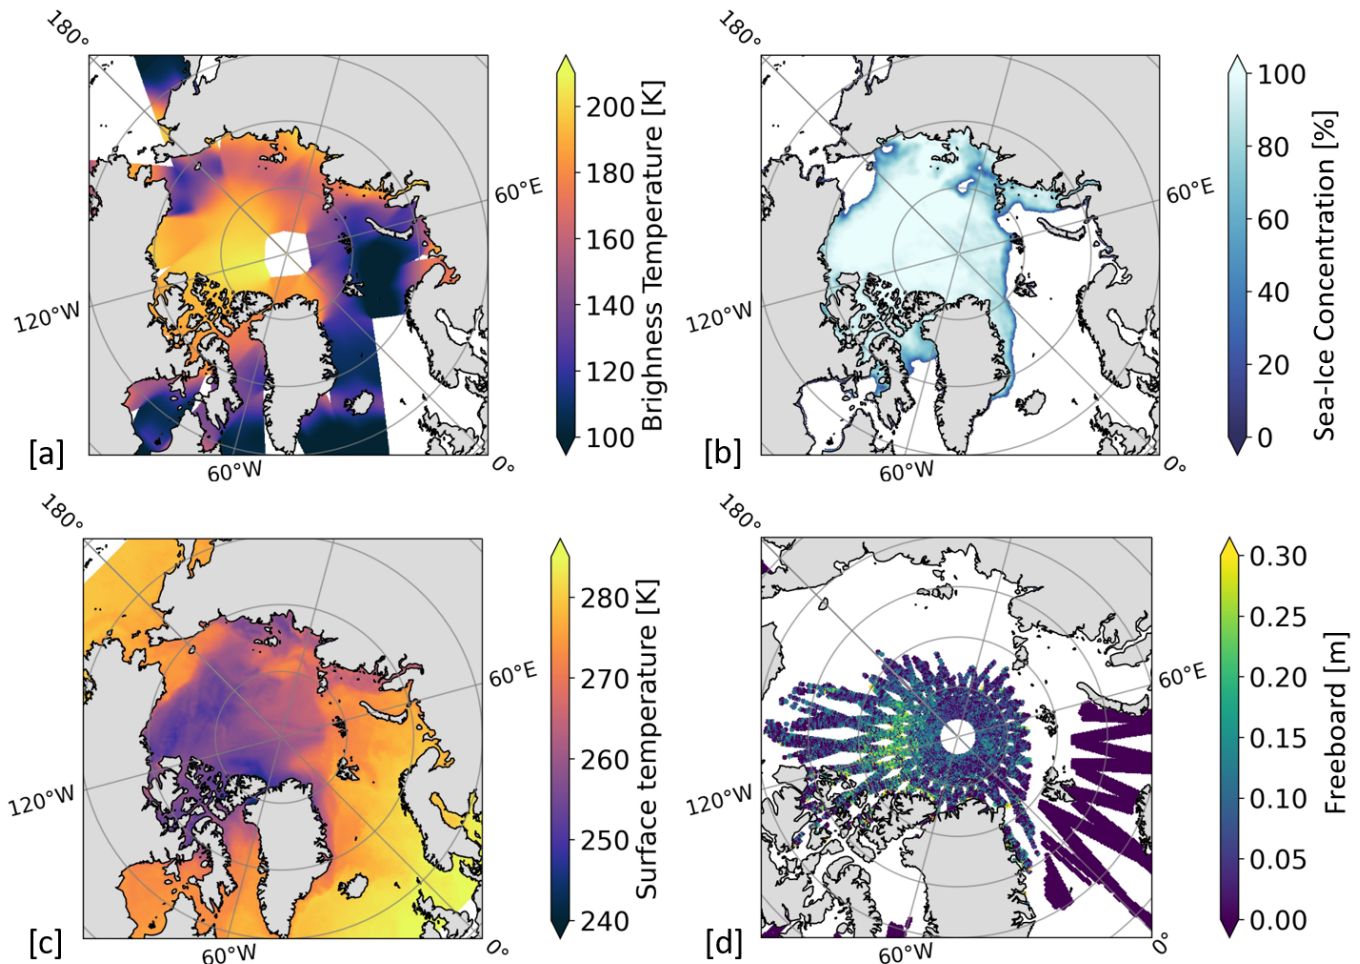 180°
60°E
120°W
60°W
0°
[a]
200
180
160
140
120
100
Brightness Temperature [K]
180°
60°E
120°W
60°W
0°
[b]
100
80
60
40
20
0
Sea-Ice Concentration [%]
180°
60°E
120°W
60°W
0°
[c]
280
270
260
250
240
Surface temperature [K]
180°
60°E
120°W
60°W
0°
[d]
0.30
0.25
0.20
0.15
0.10
0.05
0.00
Freeboard [m]